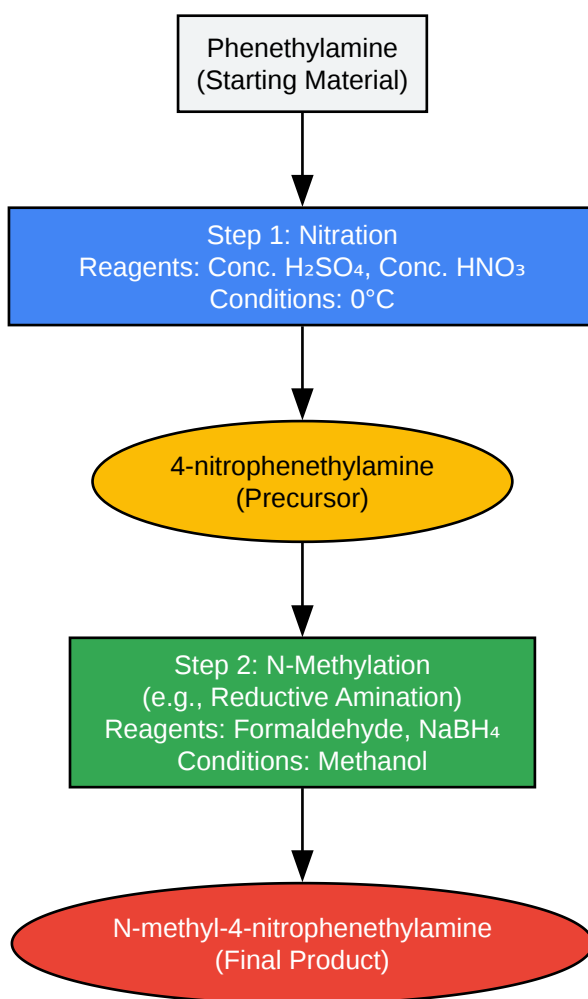 Phenethylamine
(Starting Material)
Step 1: Nitration
Reagents: Conc. H₂SO₄, Conc. HNO₃
Conditions: 0°C
4-nitrophenethylamine
(Precursor)
Step 2: N-Methylation
(e.g., Reductive Amination)
Reagents: Formaldehyde, NaBH₄
Conditions: Methanol
N-methyl-4-nitrophenethylamine
(Final Product)